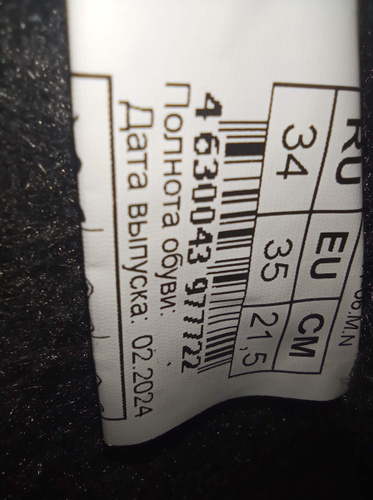 RU EU CM
34 35 21,5
4 630043 977722
Полнота обуви:
Дата выпуска: 02.2024